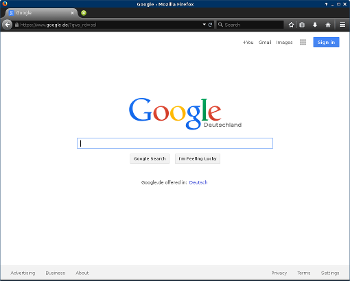 Google - Mozilla Firefox
Google
https://www.google.de/?gws_rd=ssl
Search
+You Gmail Images Sign in
Google
Deutschland
Google Search I'm Feeling Lucky
Google.de offered in: Deutsch
Advertising Business About Privacy Terms Settings